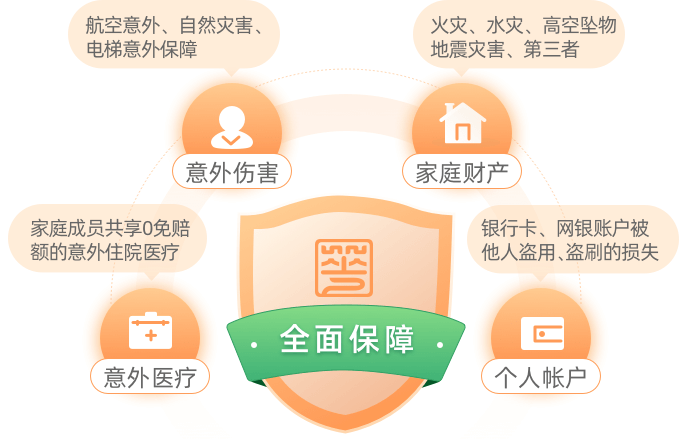 航空意外、自然灾害、
电梯意外保障
意外伤害
火灾、水灾、高空坠物
地震灾害、第三者
家庭财产
家庭成员共享0免赔
额的意外住院医疗
意外医疗
银行卡、网银账户被
他人盗用、盗刷的损失
个人帐户
全面保障